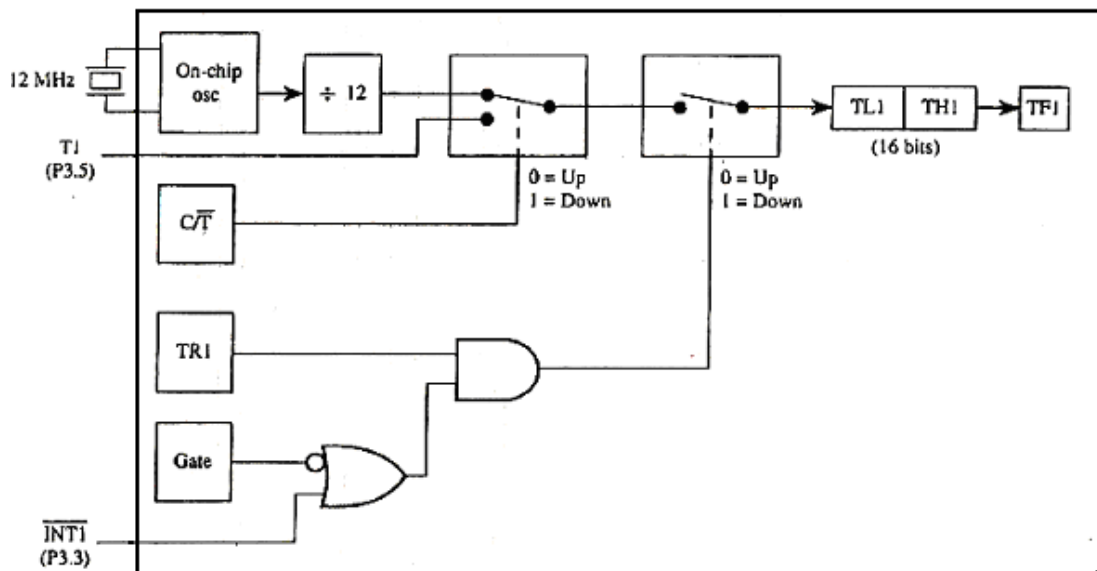 12 MHz
On-chip
osc
÷ 12
T1
(P3.5)
0 = Up
1 = Down
0 = Up
1 = Down
TL1
TH1
(16 bits)
TF1
C/T̅
TR1
Gate
I̅N̅T̅1̅
(P3.3)